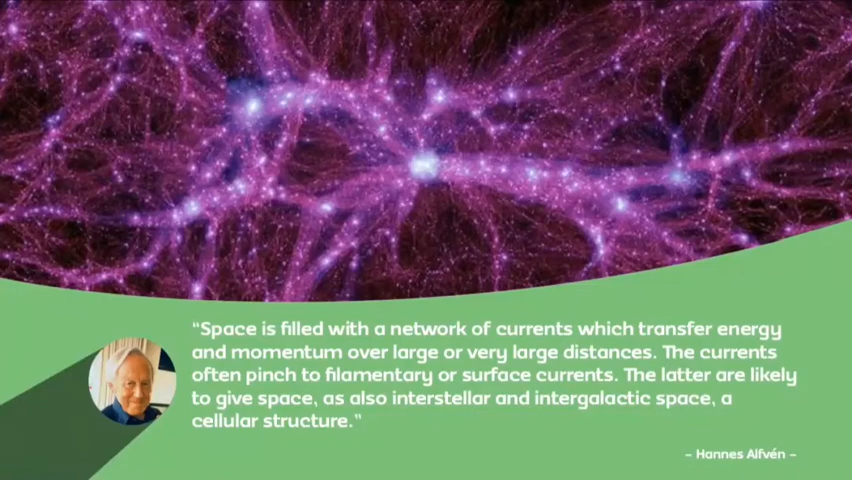 “Space is filled with a network of currents which transfer energy
and momentum over large or very large distances. The currents
often pinch to filamentary or surface currents. The latter are likely
to give space, as also interstellar and intergalactic space, a
cellular structure.”
– Hannes Alfvén –